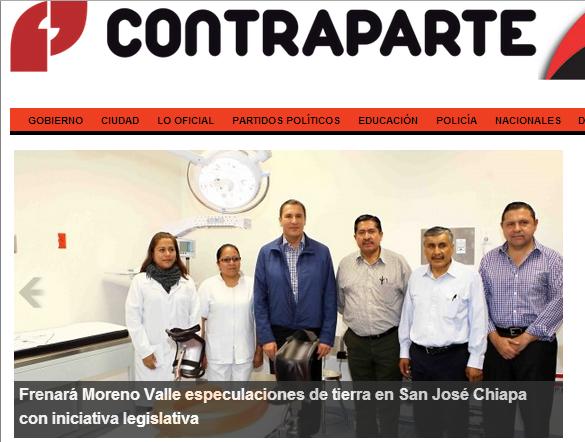 CONTRAPARTE
GOBIERNO CIUDAD LO OFICIAL PARTIDOS POLÍTICOS EDUCACIÓN POLICÍA NACIONALES D
Frenará Moreno Valle especulaciones de tierra en San José Chiapa
con iniciativa legislativa